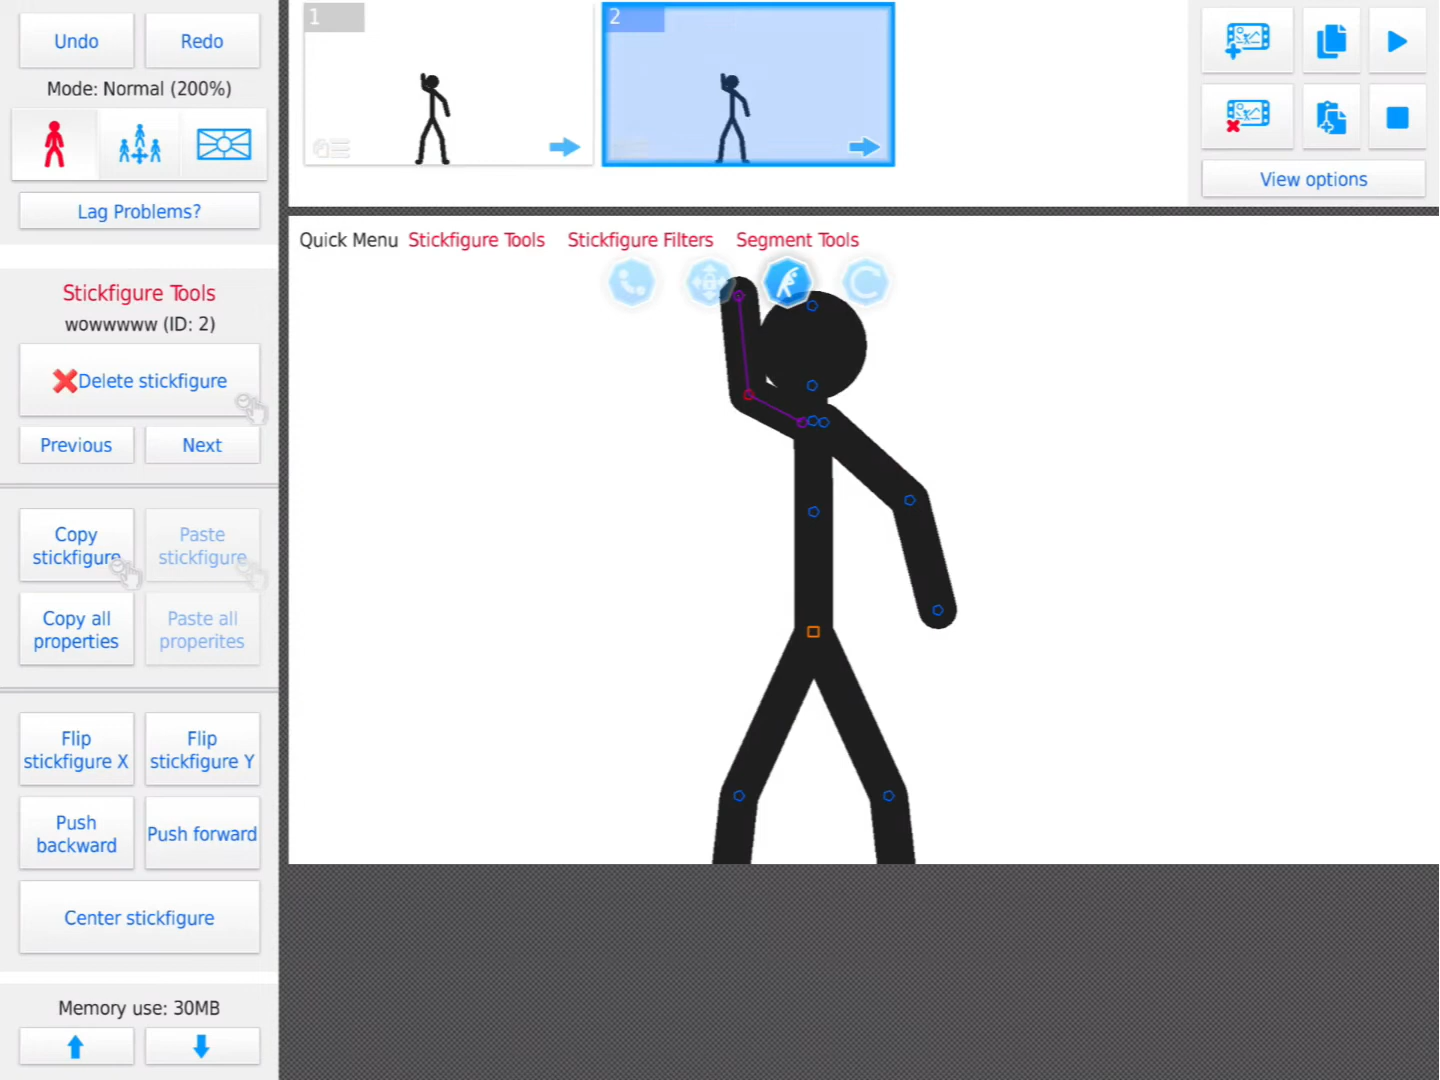 Undo
Redo
Mode: Normal (200%)
Lag Problems?
1
2
View options
Quick Menu
Stickfigure Tools
Stickfigure Filters
Segment Tools
Stickfigure Tools
wowwwww (ID: 2)
Delete stickfigure
Previous
Next
Copy
stickfigure
Paste
stickfigure
Copy all
properties
Paste all
properites
Flip
stickfigure X
Flip
stickfigure Y
Push
backward
Push forward
Center stickfigure
Memory use: 30MB